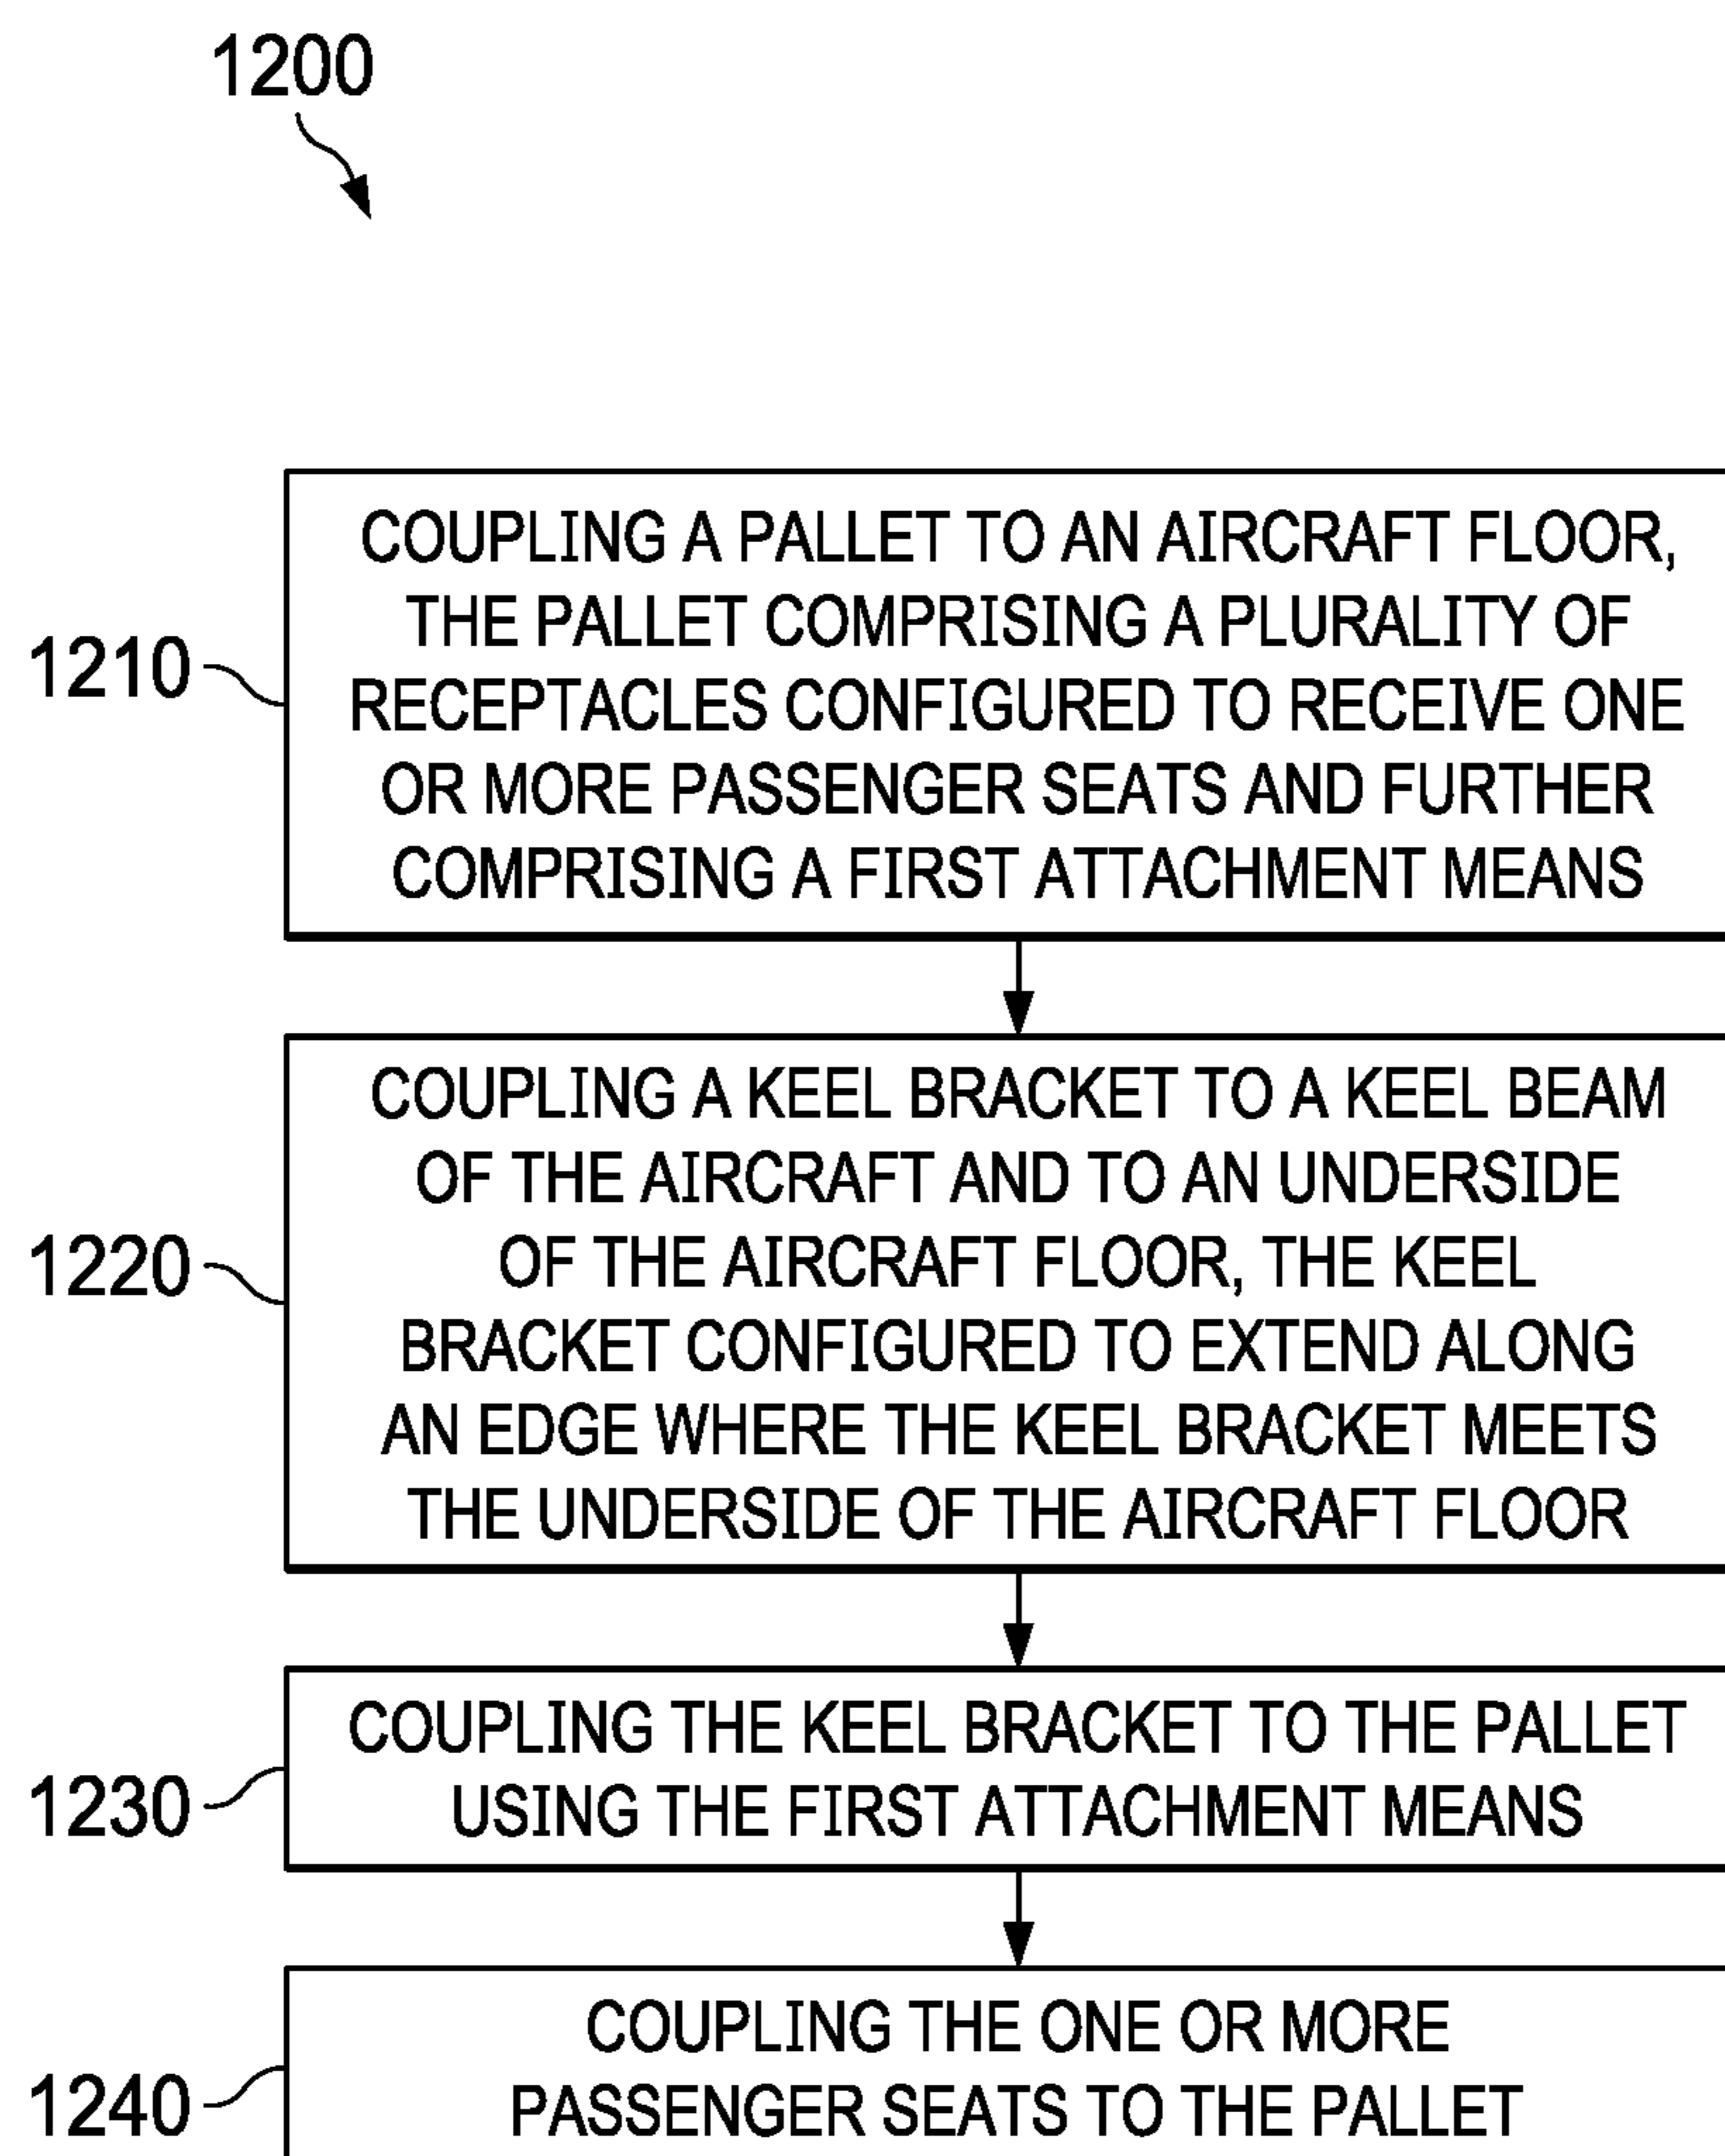 1200
COUPLING A PALLET TO AN AIRCRAFT FLOOR,
THE PALLET COMPRISING A PLURALITY OF
1210
RECEPTACLES CONFIGURED TO RECEIVE ONE
OR MORE PASSENGER SEATS AND FURTHER
COMPRISING A FIRST ATTACHMENT MEANS
COUPLING A KEEL BRACKET TO A KEEL BEAM
OF THE AIRCRAFT AND TO AN UNDERSIDE
1220
OF THE AIRCRAFT FLOOR, THE KEEL
BRACKET CONFIGURED TO EXTEND ALONG
AN EDGE WHERE THE KEEL BRACKET MEETS
THE UNDERSIDE OF THE AIRCRAFT FLOOR
COUPLING THE KEEL BRACKET TO THE PALLET
1230
USING THE FIRST ATTACHMENT MEANS
COUPLING THE ONE OR MORE
1240
PASSENGER SEATS TO THE PALLET